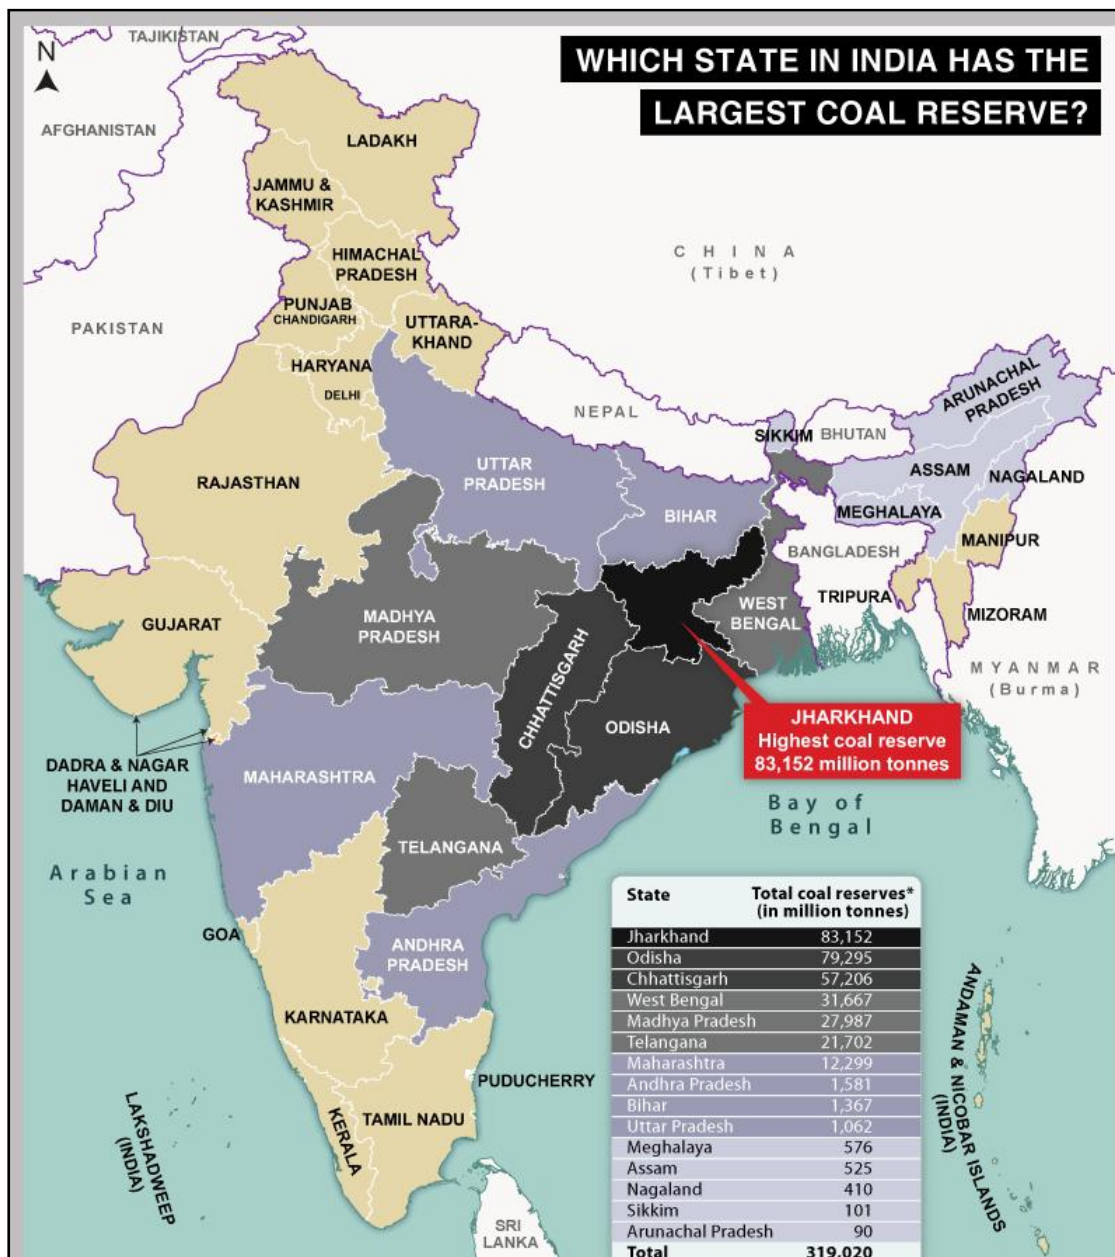 WHICH STATE IN INDIA HAS THE
LARGEST COAL RESERVE?
N
TAJIKISTAN
AFGHANISTAN
LADAKH
JAMMU &
KASHMIR
CHINA
(Tibet)
HIMACHAL
PRADESH
PUNJAB
CHANDIGARH
PAKISTAN
UTTARA-
KHAND
HARYANA
DELHI
ARUNACHAL
PRADESH
NEPAL
SIKKIM
BHUTAN
UTTAR
PRADESH
RAJASTHAN
ASSAM
NAGALAND
BIHAR
MEGHALAYA
MANIPUR
BANGLADESH
GUJARAT
MADHYA
PRADESH
WEST
BENGAL
TRIPURA
MIZORAM
CHHATTISGARH
MYANMAR
(Burma)
ODISHA
JHARKHAND
Highest coal reserve
83,152 million tonnes
DADRA & NAGAR
HAVELI AND
DAMAN & DIU
MAHARASHTRA
Bay of
Bengal
TELANGANA
Arabian
Sea
GOA
ANDHRA
PRADESH
KARNATAKA
PUDUCHERRY
TAMIL NADU
KERALA
LAKSHADWEEP
(INDIA)
SRI
LANKA
ANDAMAN & NICOBAR ISLANDS
(INDIA)
State Total coal reserves*
(in million tonnes)
Jharkhand 83,152
Odisha 79,295
Chhattisgarh 57,206
West Bengal 31,667
Madhya Pradesh 27,987
Telangana 21,702
Maharashtra 12,299
Andhra Pradesh 1,581
Bihar 1,367
Uttar Pradesh 1,062
Meghalaya 576
Assam 525
Nagaland 410
Sikkim 101
Arunachal Pradesh 90
Total 319,020